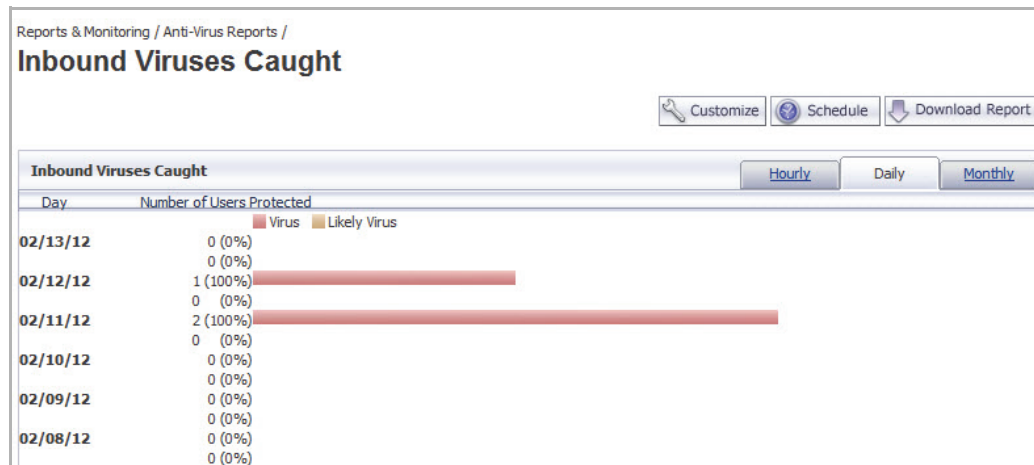 Reports & Monitoring / Anti-Virus Reports /
Inbound Viruses Caught
Customize Schedule Download Report
Inbound Viruses Caught Hourly Daily Monthly
Day Number of Users Protected
Virus Likely Virus
02/13/12 0 (0%)
0 (0%)
02/12/12 1 (100%)
0 (0%)
02/11/12 2 (100%)
0 (0%)
02/10/12 0 (0%)
0 (0%)
02/09/12 0 (0%)
0 (0%)
02/08/12 0 (0%)
0 (0%)